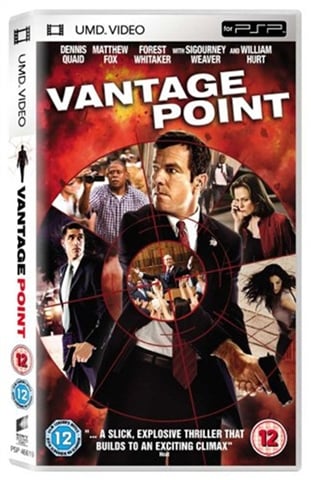 UMD. VIDEO
UMD. VIDEO
for PSP
DENNIS QUAID
MATTHEW FOX
FOREST WHITAKER
WITH SIGOURNEY WEAVER
AND WILLIAM HURT
VANTAGE
POINT
VANTAGE POINT
12
12
12
12
"... A SLICK, EXPLOSIVE THRILLER THAT
BUILDS TO AN EXCITING CLIMAX"